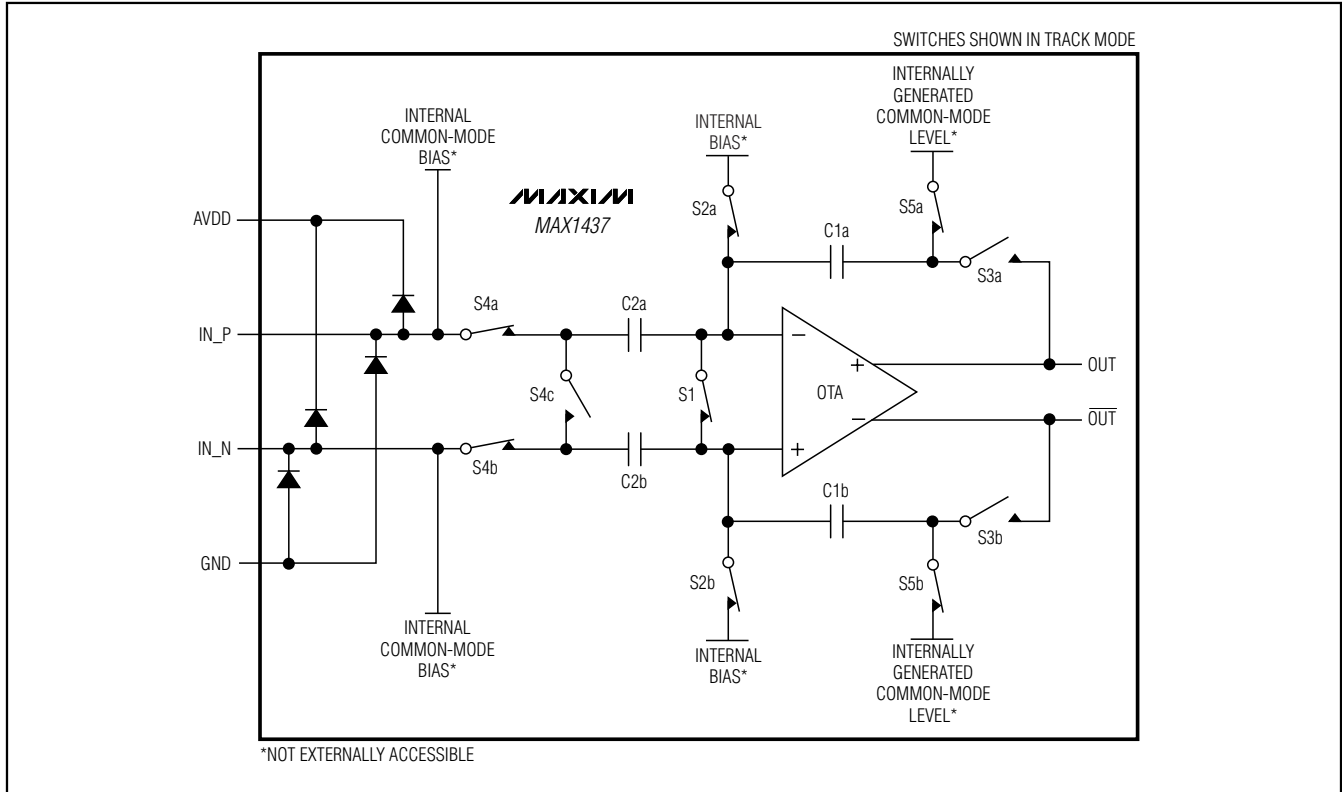 SWITCHES SHOWN IN TRACK MODE
INTERNAL
COMMON-MODE
BIAS*
INTERNAL
BIAS*
INTERNALLY
GENERATED
COMMON-MODE
LEVEL*
MAXIM
MAX1437
AVDD
S2a
S5a
C1a
S3a
S4a
C2a
IN_P
−
+
OUT
S4c
S1
OTA
IN_N
−
OUT
+
S4b
C2b
C1b
S3b
GND
S2b
S5b
INTERNAL
COMMON-MODE
BIAS*
INTERNAL
BIAS*
INTERNALLY
GENERATED
COMMON-MODE
LEVEL*
*NOT EXTERNALLY ACCESSIBLE